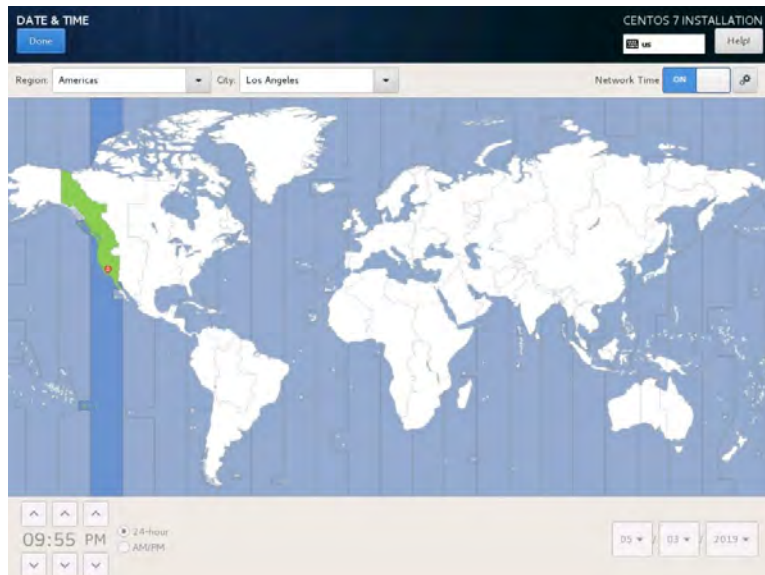 DATE & TIME
CENTOS 7 INSTALLATION
Done
us
Help!
Region: Americas
City: Los Angeles
Network Time
ON
09:55 PM
24-hour
AM/PM
05 / 03 / 2019